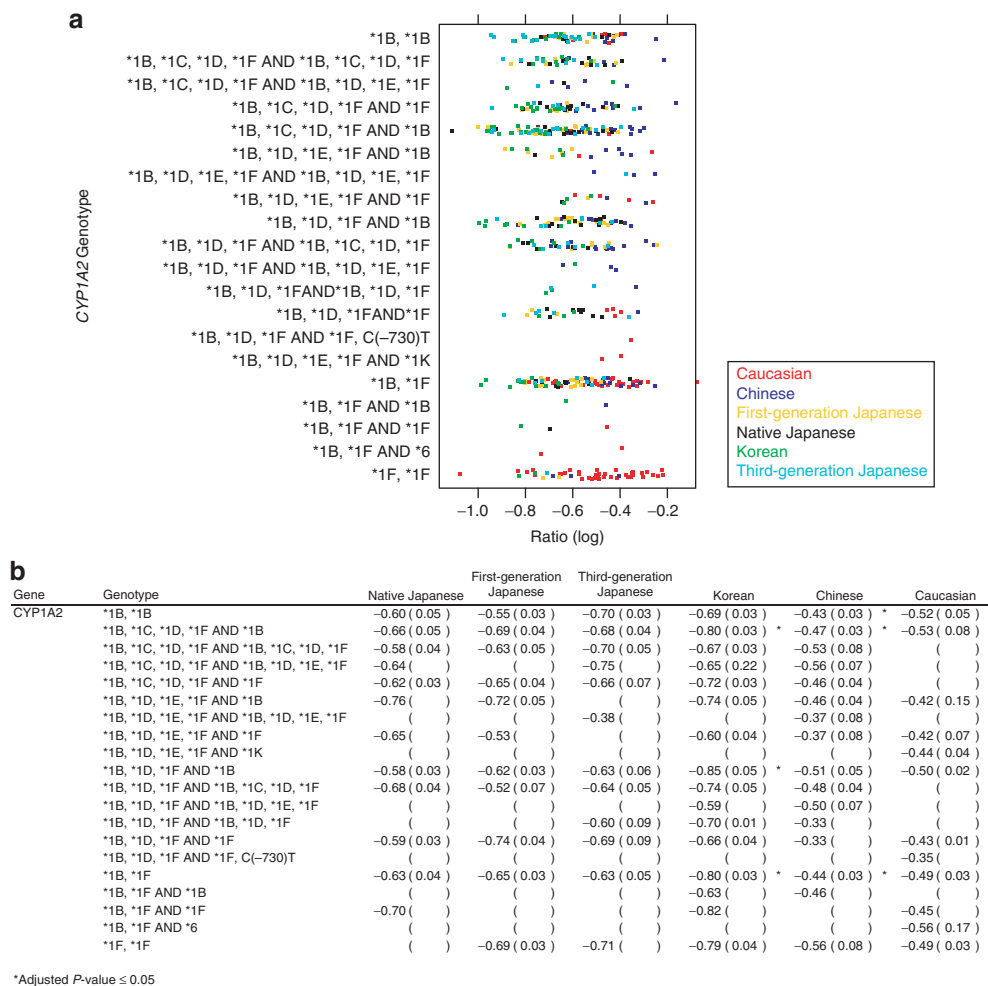 a
*1B, *1B
*1B, *1C, *1D, *1F AND *1B, *1C, *1D, *1F
*1B, *1C, *1D, *1F AND *1B, *1D, *1E, *1F
*1B, *1C, *1D, *1F AND *1F
*1B, *1C, *1D, *1F AND *1B
*1B, *1D, *1E, *1F AND *1B
*1B, *1D, *1E, *1F AND *1B, *1D, *1E, *1F
*1B, *1D, *1E, *1F AND *1F
*1B, *1D, *1F AND *1B
*1B, *1D, *1F AND *1B, *1C, *1D, *1F
*1B, *1D, *1F AND *1B, *1D, *1E, *1F
*1B, *1D, *1FAND*1B, *1D, *1F
*1B, *1D, *1FAND*1F
*1B, *1D, *1F AND *1F, C(−730)T
*1B, *1D, *1E, *1F AND *1K
*1B, *1F
*1B, *1F AND *1B
*1B, *1F AND *1F
*1B, *1F AND *6
*1F, *1F
CYP1A2 Genotype
−1.0 −0.8 −0.6 −0.4 −0.2
Ratio (log)
Caucasian
Chinese
First-generation Japanese
Native Japanese
Korean
Third-generation Japanese
b
Gene Genotype Native Japanese First-generation Japanese Third-generation Japanese Korean Chinese Caucasian
CYP1A2 *1B, *1B −0.60 (0.05 ) −0.55 ( 0.03 ) −0.70 ( 0.03 ) −0.69 ( 0.03 ) −0.43 ( 0.03 ) * −0.52 ( 0.05 )
*1B, *1C, *1D, *1F AND *1B −0.66 (0.05 ) −0.69 ( 0.04 ) −0.68 ( 0.04 ) −0.80 ( 0.03 ) * −0.47 ( 0.03 ) * −0.53 ( 0.08 )
*1B, *1C, *1D, *1F AND *1B, *1C, *1D, *1F −0.58 ( 0.04 ) −0.63 ( 0.05 ) −0.70 ( 0.05 ) −0.67 ( 0.03 ) −0.53 ( 0.08 ) ( )
*1B, *1C, *1D, *1F AND *1B, *1D, *1E, *1F −0.64 ( ) ( ) −0.75 ( ) −0.65 ( 0.22 ) −0.56 ( 0.07 ) ( )
*1B, *1C, *1D, *1F AND *1F −0.62 ( 0.03 ) −0.65 ( 0.04 ) −0.66 ( 0.07 ) −0.72 ( 0.03 ) −0.46 ( 0.04 ) ( )
*1B, *1D, *1E, *1F AND *1B −0.76 ( ) −0.72 ( 0.05 ) ( ) −0.74 ( 0.05 ) −0.46 ( 0.04 ) −0.42 ( 0.15 )
*1B, *1D, *1E, *1F AND *1B, *1D, *1E, *1F ( ) ( ) −0.38 ( ) ( ) −0.37 ( 0.08 ) ( )
*1B, *1D, *1E, *1F AND *1F −0.65 ( ) −0.53 ( ) ( ) −0.60 ( 0.04 ) −0.37 ( 0.08 ) −0.42 ( 0.07 )
*1B, *1D, *1E, *1F AND *1K ( ) ( ) ( ) ( ) ( ) −0.44 ( 0.04 )
*1B, *1D, *1F AND *1B −0.58 ( 0.03 ) −0.62 ( 0.03 ) −0.63 ( 0.06 ) −0.85 ( 0.05 ) * −0.51 ( 0.05 ) −0.50 ( 0.02 )
*1B, *1D, *1F AND *1B, *1C, *1D, *1F −0.68 ( 0.04 ) −0.52 ( 0.07 ) −0.64 ( 0.05 ) −0.74 ( 0.05 ) −0.48 ( 0.04 ) ( )
*1B, *1D, *1F AND *1B, *1D, *1E, *1F ( ) ( ) ( ) −0.59 ( ) −0.50 ( 0.07 ) ( )
*1B, *1D, *1F AND *1B, *1D, *1F ( ) ( ) −0.60 ( 0.09 ) −0.70 ( 0.01 ) −0.33 ( ) ( )
*1B, *1D, *1F AND *1F −0.59 ( 0.03 ) −0.74 ( 0.04 ) −0.69 ( 0.09 ) −0.66 ( 0.04 ) −0.33 ( ) −0.43 ( 0.01 )
*1B, *1D, *1F AND *1F, C(−730)T ( ) ( ) ( ) ( ) ( ) −0.35 ( )
*1B, *1F −0.63 ( 0.04 ) −0.65 ( 0.03 ) −0.63 ( 0.05 ) −0.80 ( 0.03 ) * −0.44 ( 0.03 ) * −0.49 ( 0.03 )
*1B, *1F AND *1B ( ) ( ) ( ) −0.63 ( ) −0.46 ( ) ( )
*1B, *1F AND *1F −0.70 ( ) ( ) ( ) −0.82 ( ) ( ) −0.45 ( )
*1B, *1F AND *6 ( ) ( ) ( ) ( ) ( ) −0.56 ( 0.17 )
*1F, *1F ( ) −0.69 ( 0.03 ) −0.71 ( ) −0.79 ( 0.04 ) −0.56 ( 0.08 ) −0.49 ( 0.03 )
*Adjusted P-value ≤ 0.05